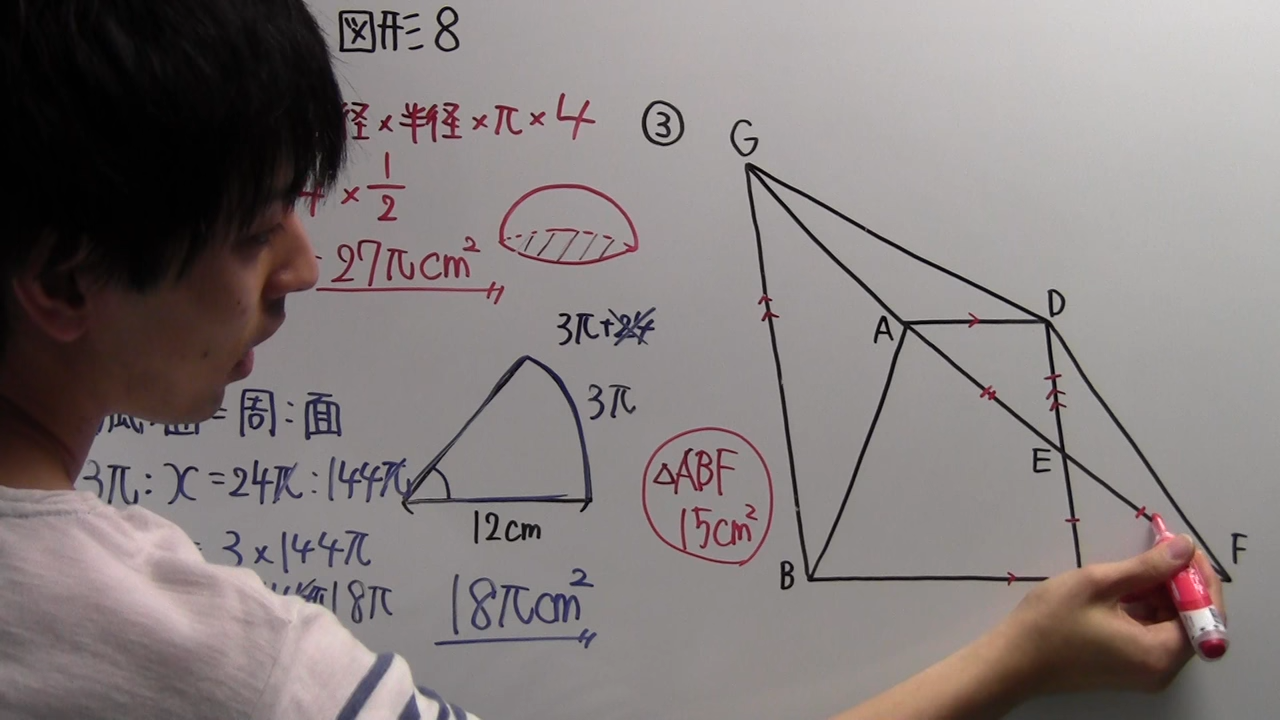 図形 8
径×半径×π×4
×1/2
27πcm²
3π+24
3π
= 周:面
3π:x=24π:144π
3×144π
18π
12cm
18πcm²
③
G
A
D
E
B
F
△ABF
15cm²